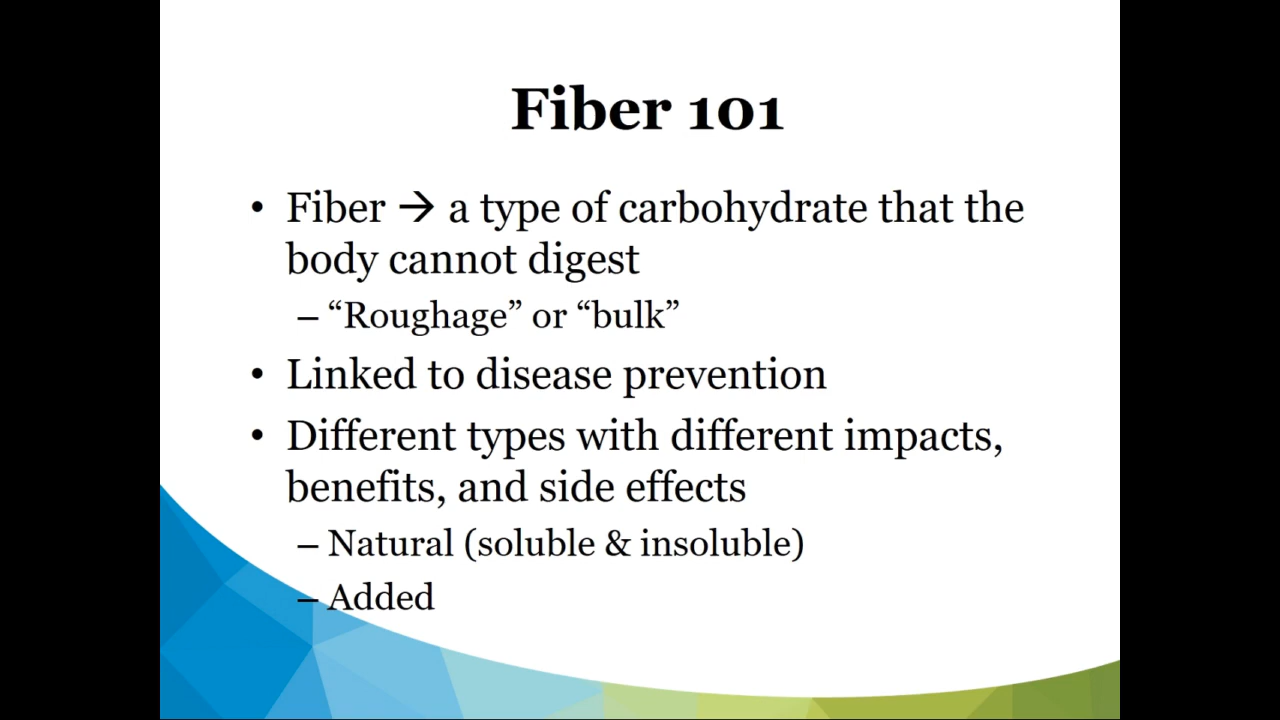 Fiber 101
• Fiber → a type of carbohydrate that the
body cannot digest
– “Roughage” or “bulk”
• Linked to disease prevention
• Different types with different impacts,
benefits, and side effects
– Natural (soluble & insoluble)
– Added